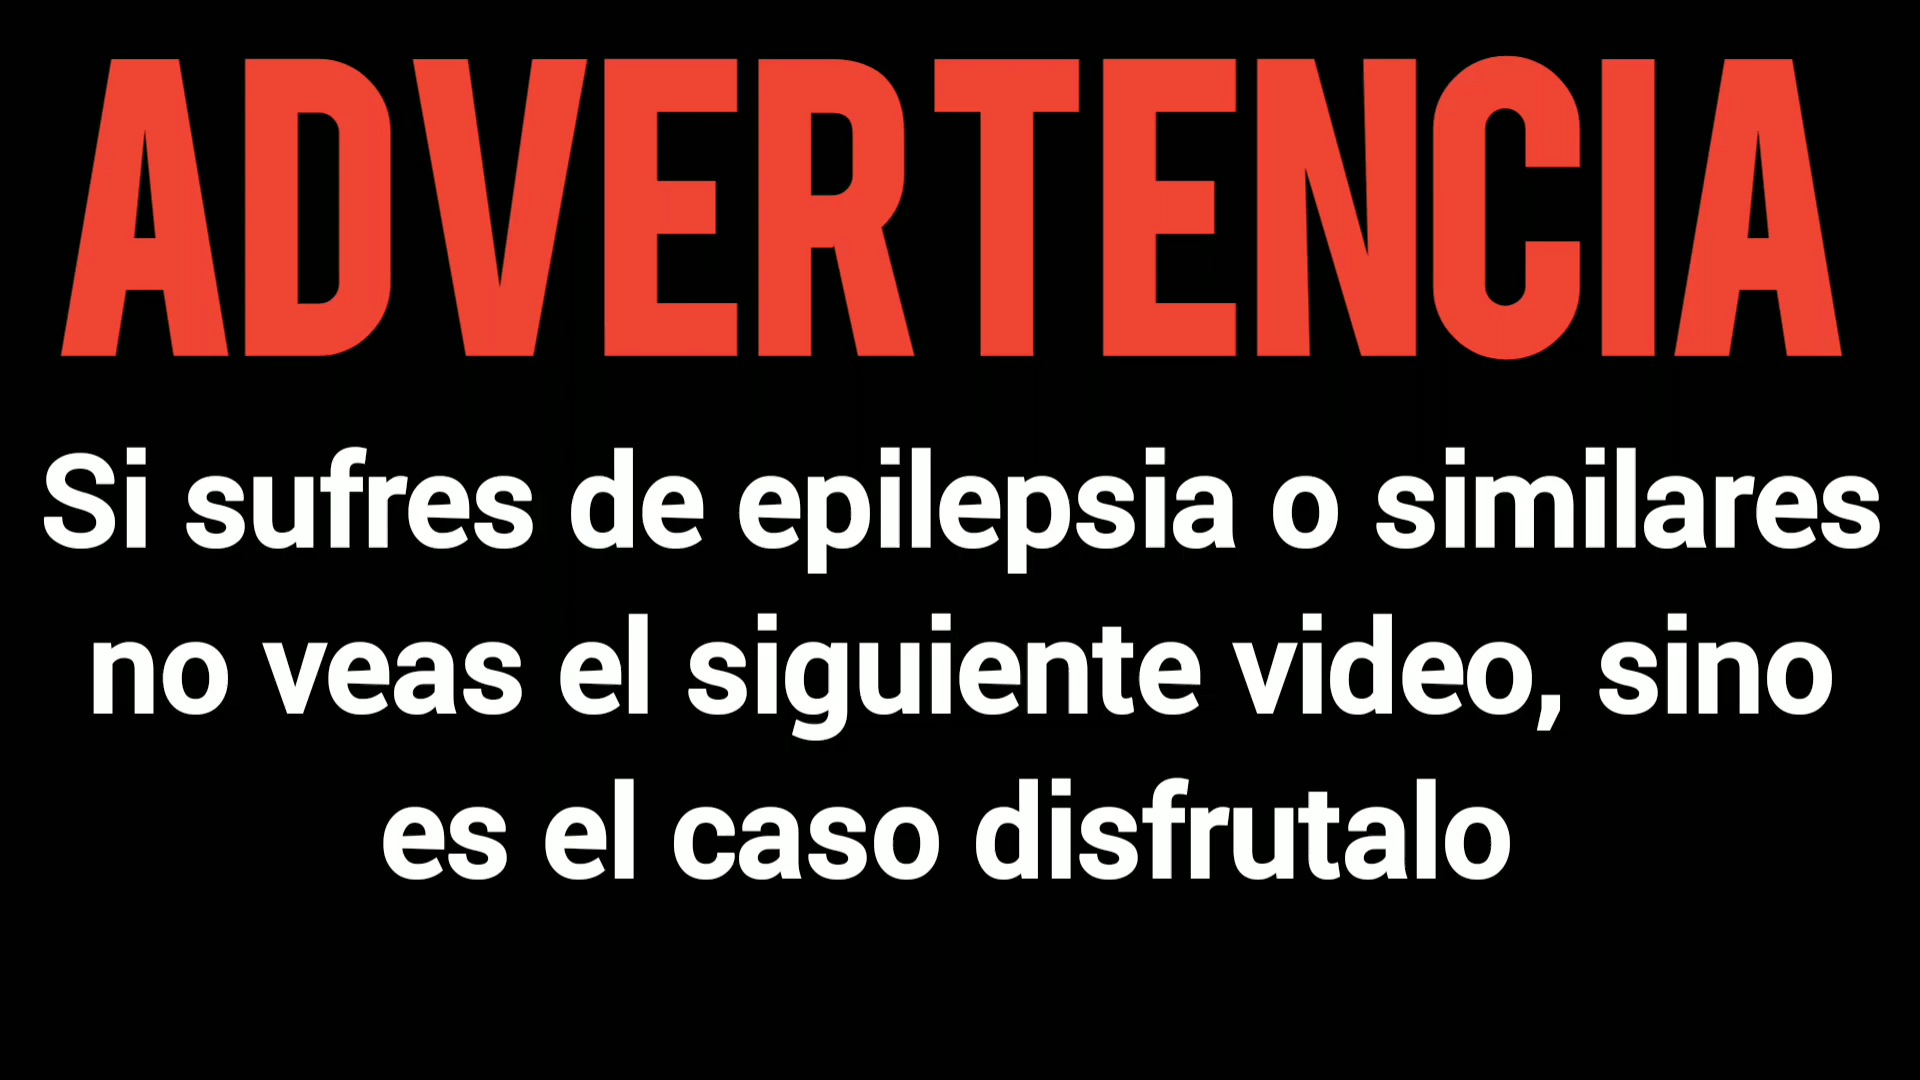 ADVERTENCIA
Si sufres de epilepsia o similares
no veas el siguiente video, sino
es el caso disfrutalo